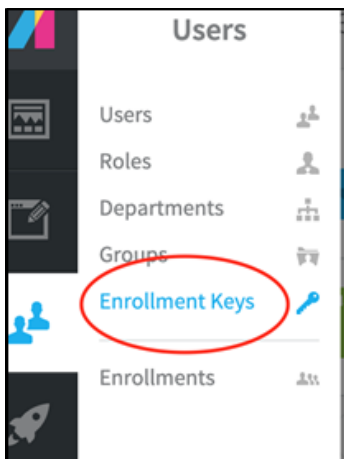 Users
Users
Roles
Departments
Groups
Enrollment Keys
Enrollments